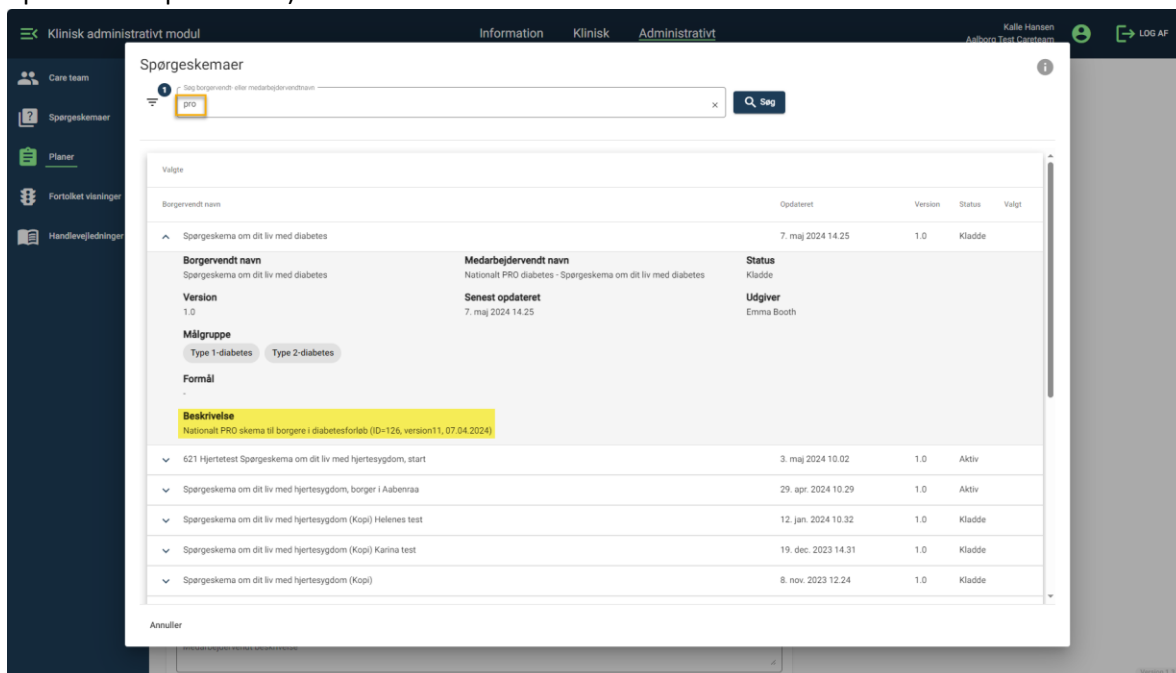 Klinisk administrativt modul
Information Klinisk Administrativt
Kalle Hansen
Aalborg Test Careteam
LOG AF
Care team
Spørgeskemaer
Planer
Fortolket visninger
Handlevejledninger
Spørgeskemaer
1
Søg borgervendt- eller medarbejdervendtnavn
pro
Søg
Valgte
Borgervendt navn Opdateret Version Status Valgt
Spørgeskema om dit liv med diabetes 7. maj 2024 14.25 1.0 Kladde
Borgervendt navn Medarbejdervendt navn Status
Spørgeskema om dit liv med diabetes Nationalt PRO diabetes - Spørgeskema om dit liv med diabetes Kladde
Version Senest opdateret Udgiver
1.0 7. maj 2024 14.25 Emma Booth
Målgruppe
Type 1-diabetes Type 2-diabetes
Formål
-
Beskrivelse
Nationalt PRO skema til borgere i diabetesforløb (ID=126, version11, 07.04.2024)
621 Hjertetest Spørgeskema om dit liv med hjertesygdom, start 3. maj 2024 10.02 1.0 Aktiv
Spørgeskema om dit liv med hjertesygdom, borger i Aabenraa 29. apr. 2024 10.29 1.0 Aktiv
Spørgeskema om dit liv med hjertesygdom (Kopi) Helenes test 12. jan. 2024 10.32 1.0 Kladde
Spørgeskema om dit liv med hjertesygdom (Kopi) Karina test 19. dec. 2023 14.31 1.0 Kladde
Spørgeskema om dit liv med hjertesygdom (Kopi) 8. nov. 2023 12.24 1.0 Kladde
Annuller